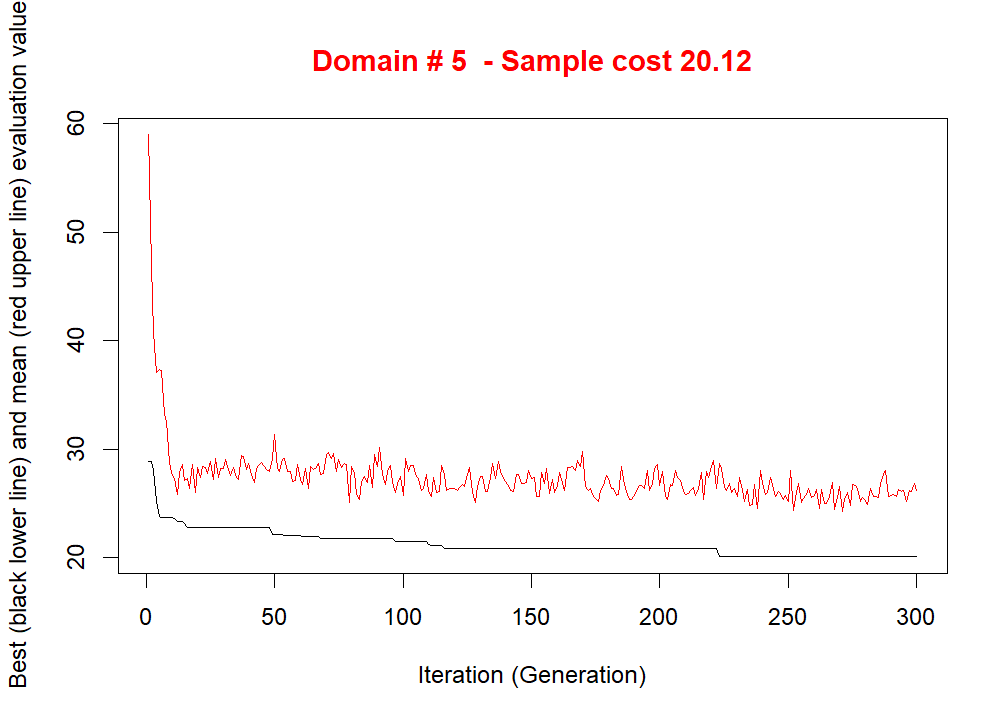 Domain # 5  - Sample cost 20.12
Best (black lower line) and mean (red upper line) evaluation value
60
50
40
30
20
0 50 100 150 200 250 300
Iteration (Generation)